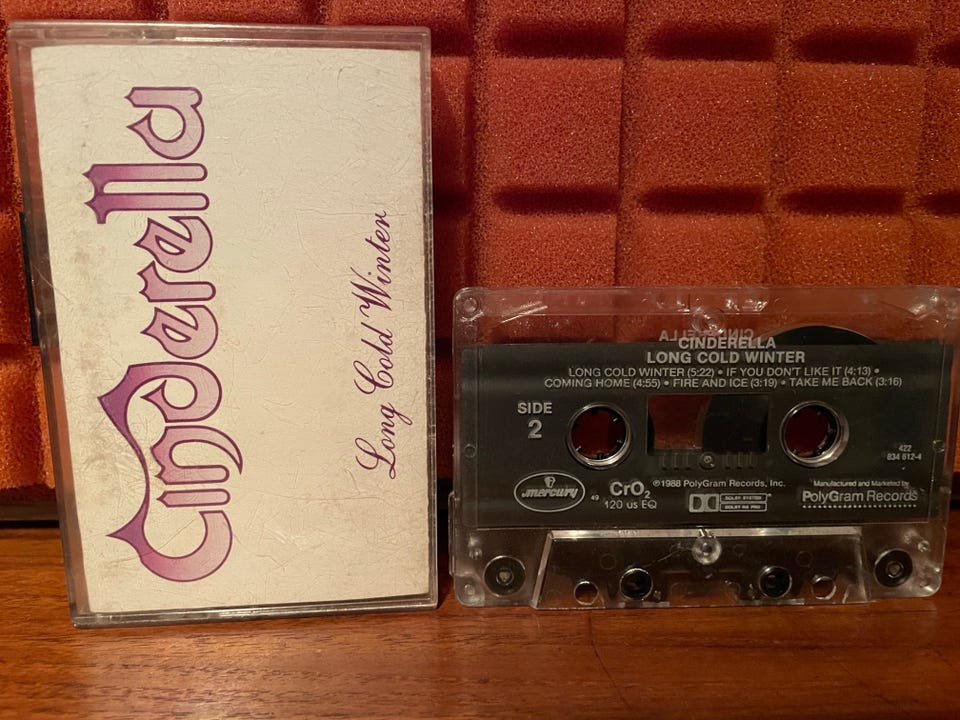 Cinderella
Long Cold Winter
CINDERELLA
CINDERELLA
LONG COLD WINTER
LONG COLD WINTER (5:22) • IF YOU DON'T LIKE IT (4:13) •
COMING HOME (4:55) • FIRE AND ICE (3:19) • TAKE ME BACK (3:16)
SIDE
2
422
834 612-4
mercury
49
CrO2
120 us EQ
℗1988 PolyGram Records, Inc.
DOLBY SYSTEM
DOLBY HX PRO
Manufactured and Marketed by
PolyGram Records